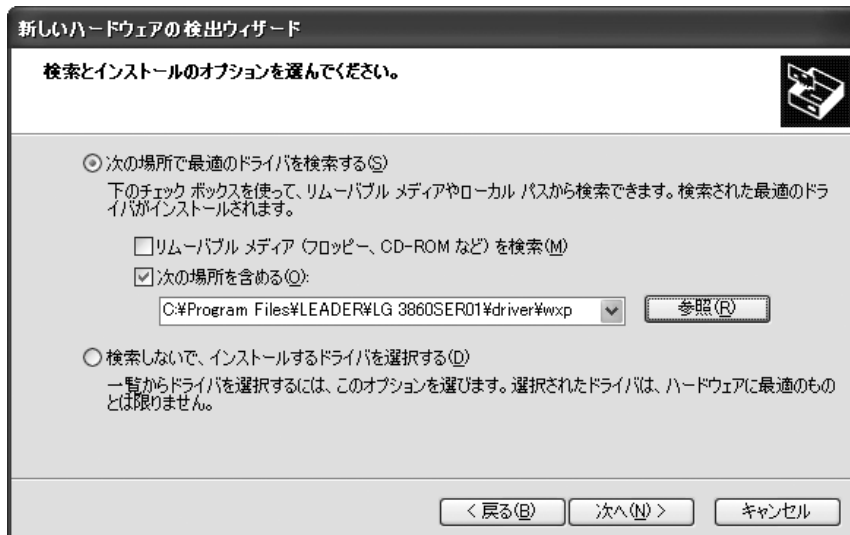 新しいハードウェアの検出ウィザード
検索とインストールのオプションを選んでください。
次の場所で最適のドライバを検索する(S)
下のチェック ボックスを使って、リムーバブル メディアやローカル パスから検索できます。検索された最適のドラ
イバがインストールされます。
リムーバブル メディア (フロッピー、CD-ROM など) を検索(M)
次の場所を含める(O):
C:¥Program Files¥LEADER¥LG 3860SER01¥driver¥wxp
参照(R)
検索しないで、インストールするドライバを選択する(D)
一覧からドライバを選択するには、このオプションを選びます。選択されたドライバは、ハードウェアに最適のもの
とは限りません。
< 戻る(B)
次へ(N) >
キャンセル